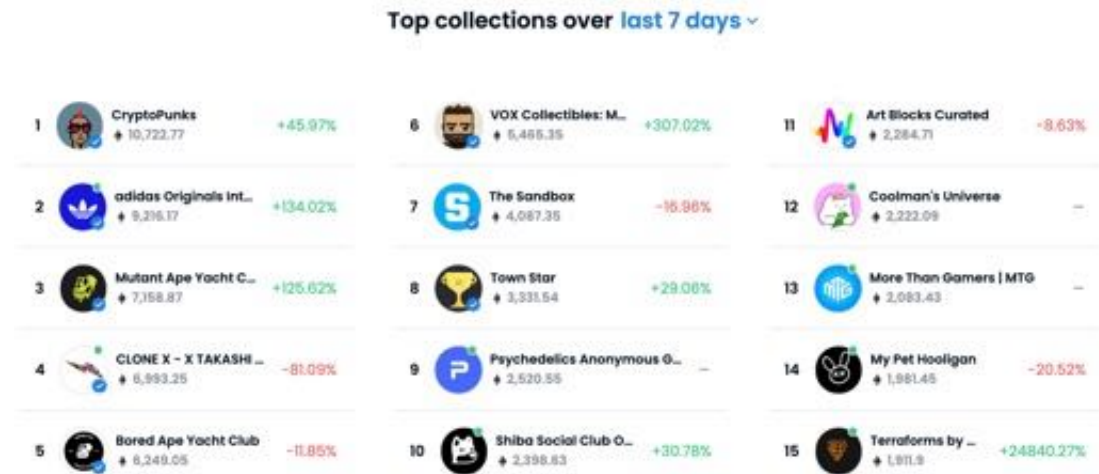 Top collections over last 7 days
1
CryptoPunks
10,722.77
+45.97%
2
adidas Originals Int...
9,216.17
+134.02%
3
Mutant Ape Yacht C...
7,158.87
+125.62%
4
CLONE X - X TAKASHI ...
6,993.25
-81.09%
5
Bored Ape Yacht Club
6,249.05
-11.85%
6
VOX Collectibles: M...
5,465.35
+307.02%
7
The Sandbox
4,087.35
-16.96%
8
Town Star
3,331.54
+29.06%
9
Psychedelics Anonymous G...
2,520.55
—
10
Shiba Social Club O...
2,398.63
+30.78%
11
Art Blocks Curated
2,284.71
-8.63%
12
Coolman's Universe
2,222.09
—
13
More Than Gamers | MTG
2,083.43
—
14
My Pet Hooligan
1,981.45
-20.52%
15
Terraforms by ...
1,911.9
+24840.27%